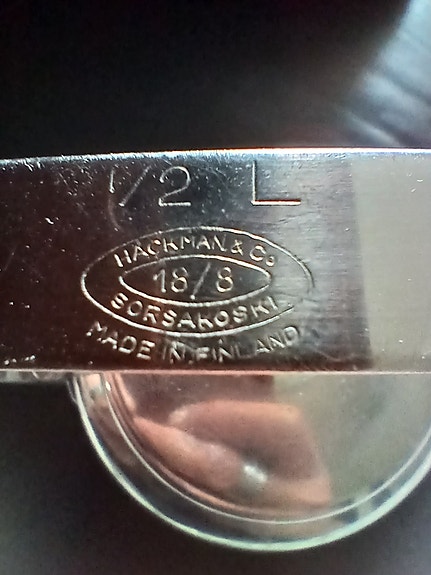 1/2 L
HACKMAN & Co
18/8
SORSAKOSKI
MADE IN FINLAND